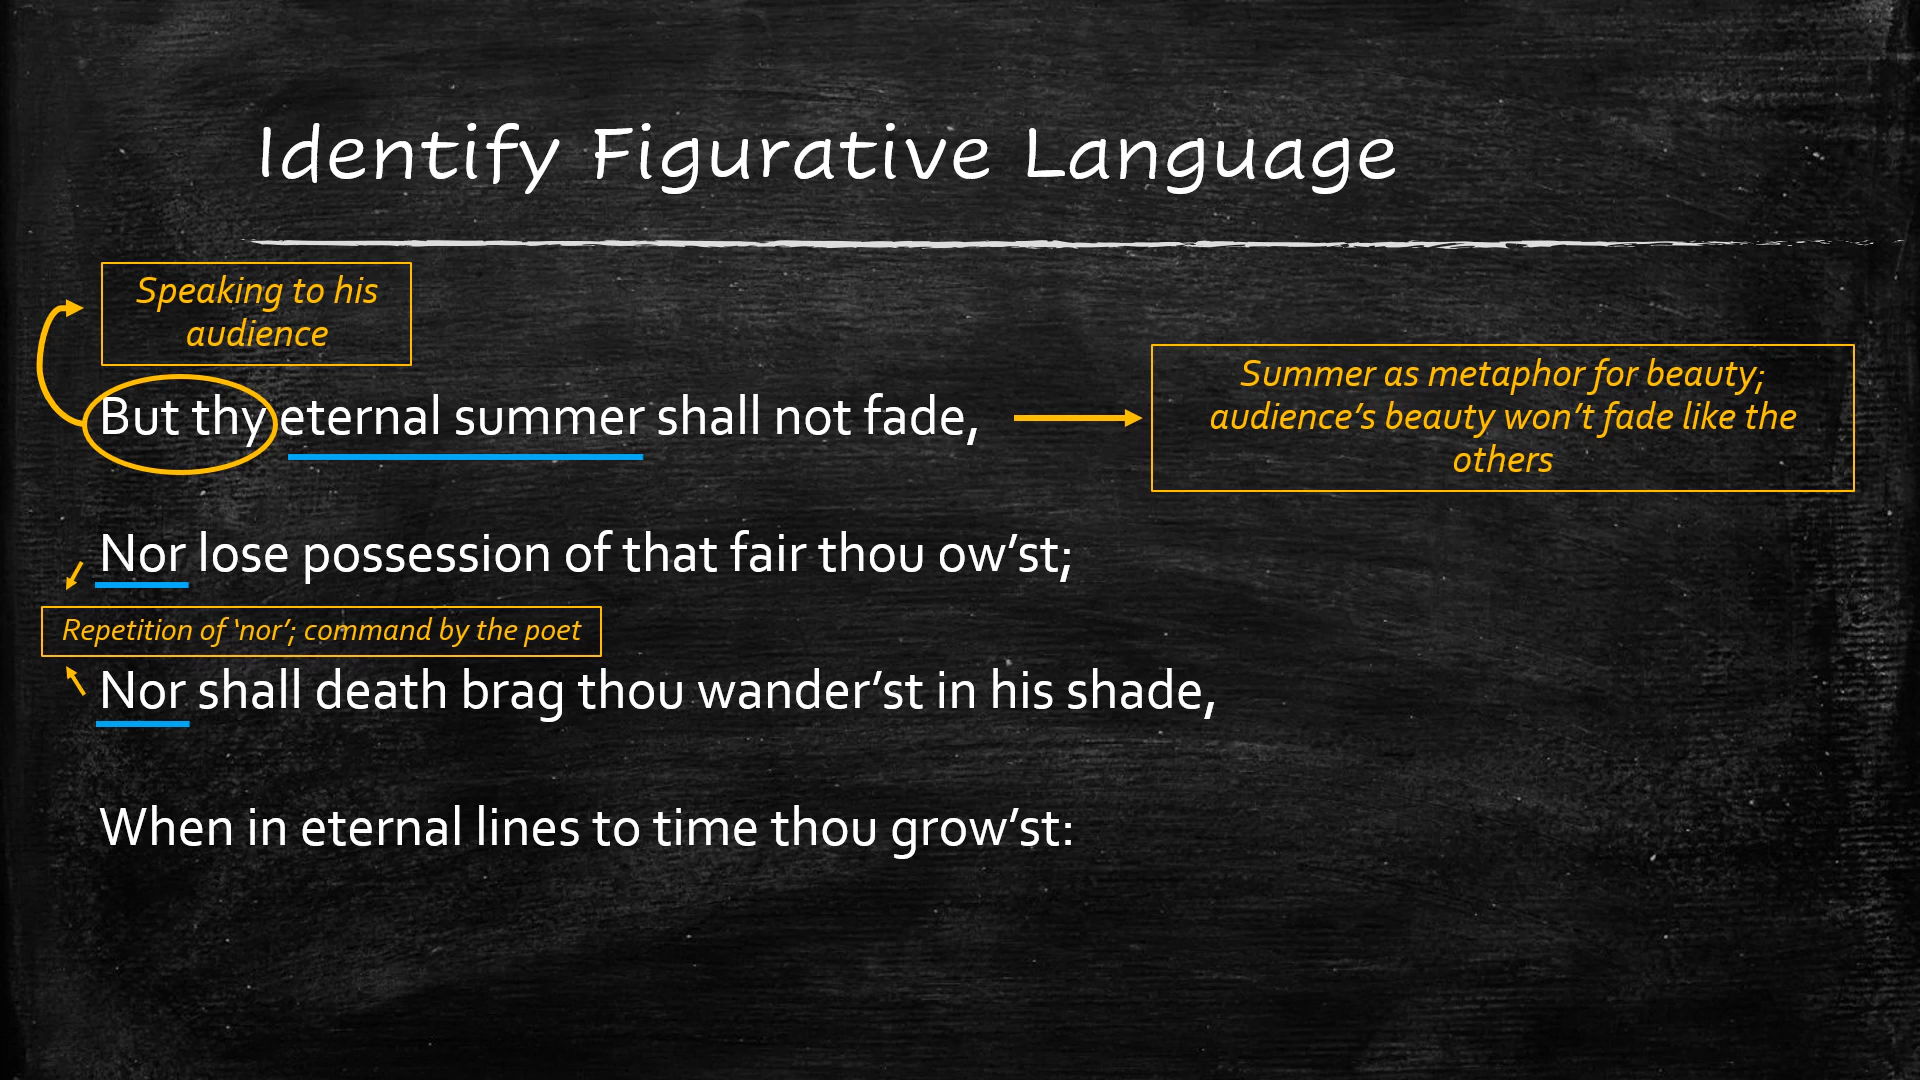 Identify Figurative Language
Speaking to his
audience
But thy eternal summer shall not fade,
Summer as metaphor for beauty;
audience’s beauty won’t fade like the
others
Nor lose possession of that fair thou ow’st;
Repetition of ‘nor’; command by the poet
Nor shall death brag thou wander’st in his shade,
When in eternal lines to time thou grow’st: